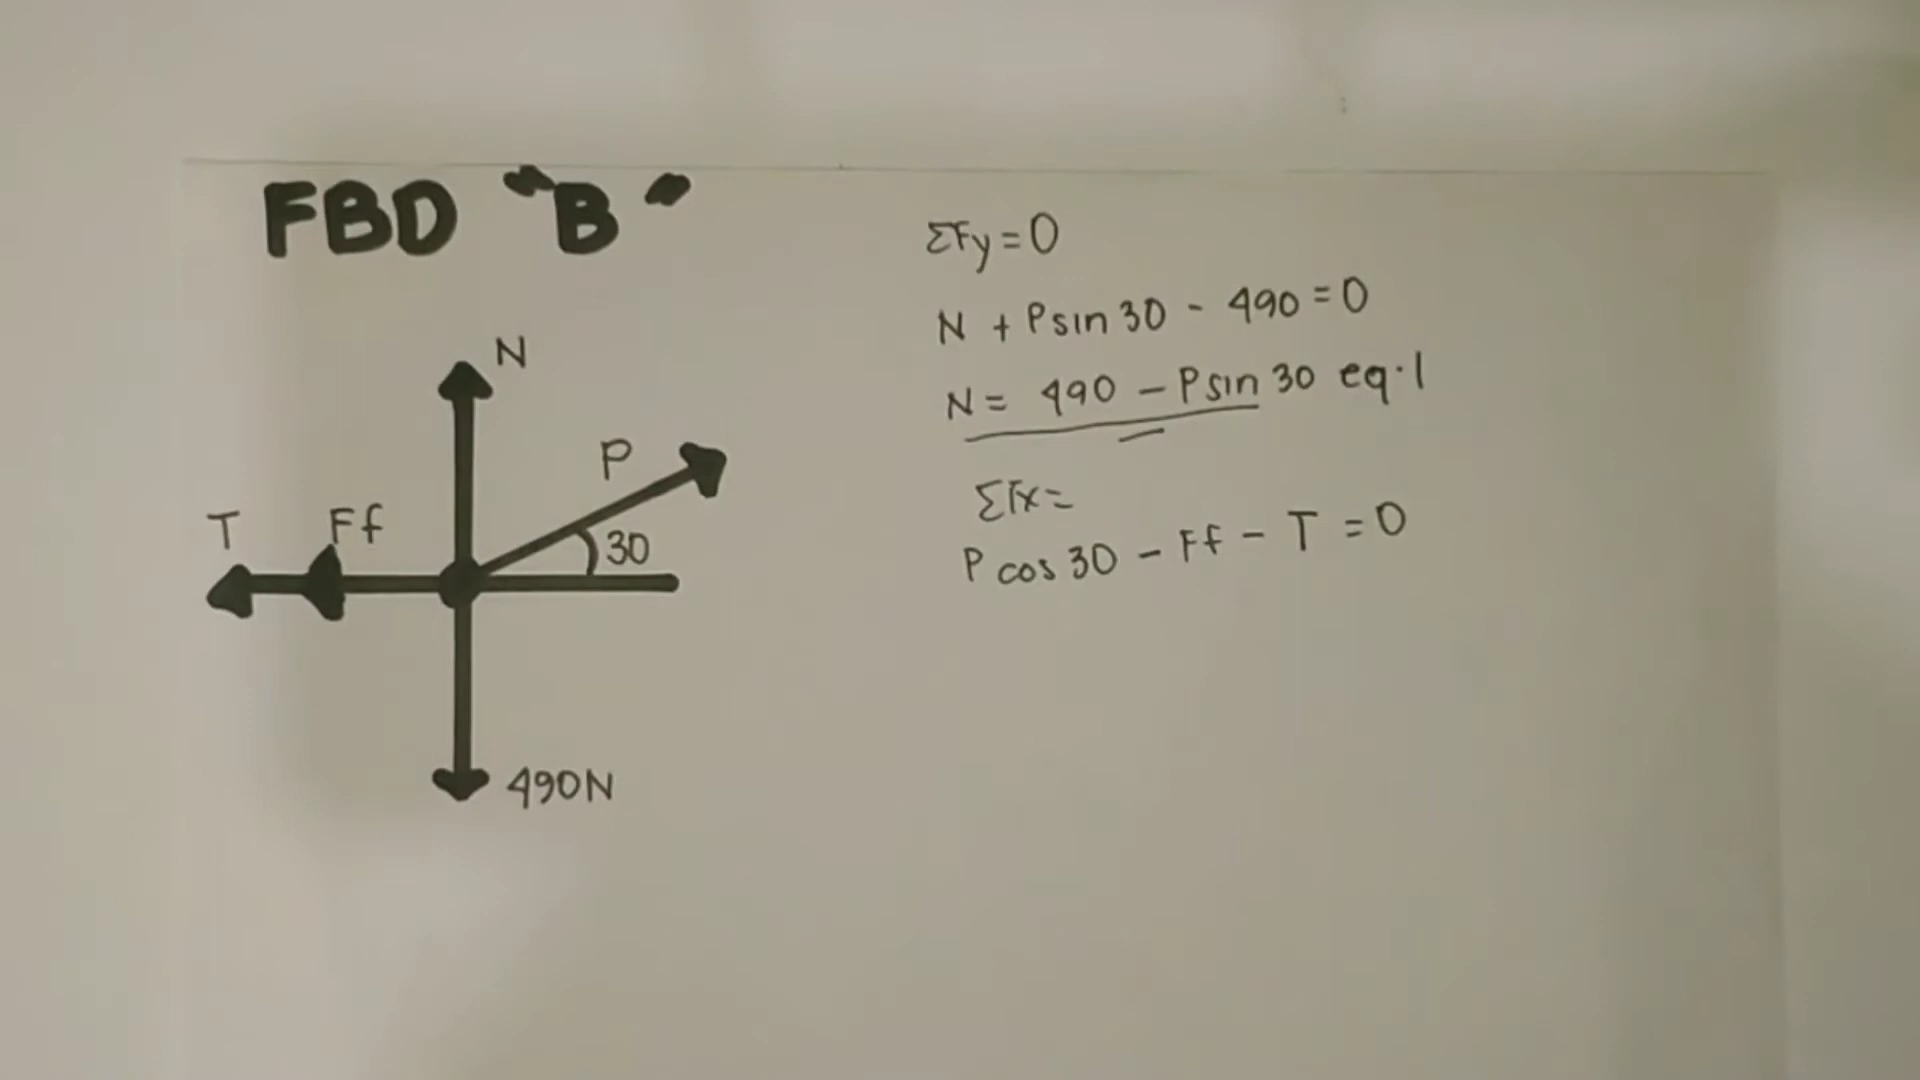 FBD "B"
N
P
T
Ff
30
490N
ΣFy=0
N + Psin 30 - 490=0
N= 490 - Psin 30 eq.1
ΣFx=
P cos 30 - Ff - T =0